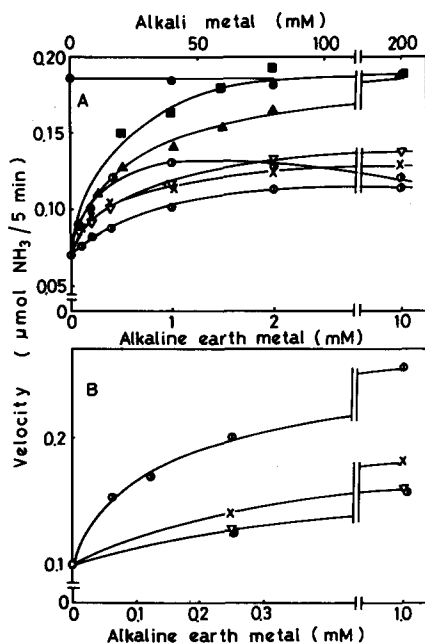 Alkali metal (mM)
0 50 100 200
0,20
A
0,15
0,10
0,05
0
0 1 2 10
Alkaline earth metal (mM)
Velocity (μmol NH3/5 min)
B
0,2
0,1
0
0 0,1 0,2 0,3 1,0
Alkaline earth metal (mM)